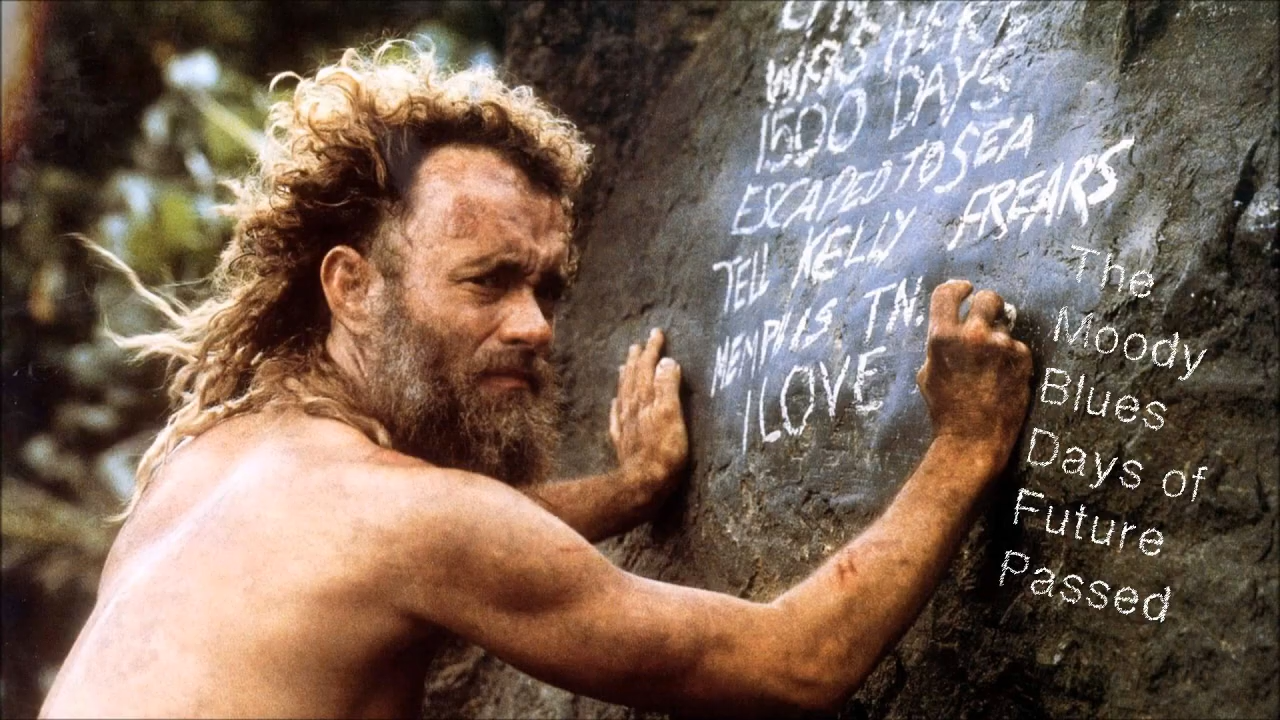 WAS HERE
1500 DAYS
ESCAPED TO SEA
TELL KELLY FREARS
MEMPHIS TN.
I LOVE
The
Moody
Blues
Days of
Future
Passed